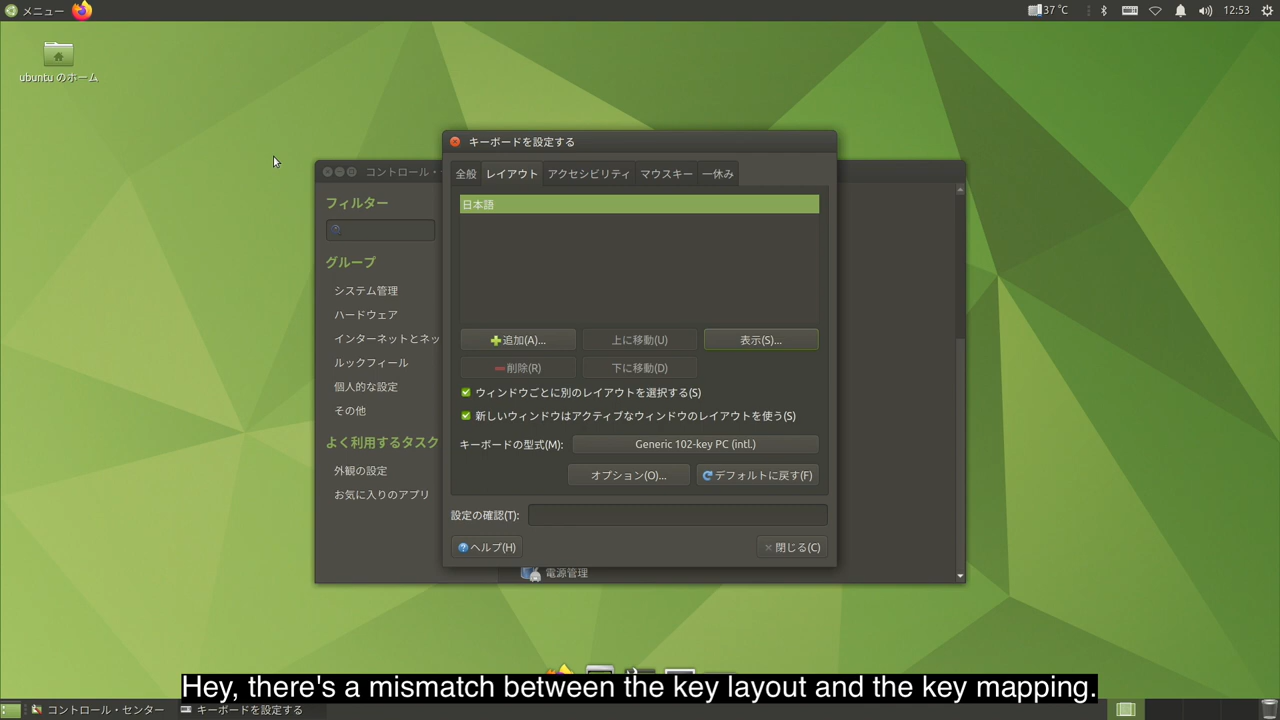 メニュー
37 ℃
12:53
ubuntu のホーム
コントロール・
フィルター
グループ
システム管理
ハードウェア
インターネットとネッ
ルックフィール
個人的な設定
その他
よく利用するタスク
外観の設定
お気に入りのアプリ
電源管理
キーボードを設定する
全般 レイアウト アクセシビリティ マウスキー 一休み
日本語
追加(A)... 上に移動(U) 表示(S)...
削除(R) 下に移動(D)
ウィンドウごとに別のレイアウトを選択する(S)
新しいウィンドウはアクティブなウィンドウのレイアウトを使う(S)
キーボードの型式(M): Generic 102-key PC (intl.)
オプション(O)... デフォルトに戻す(F)
設定の確認(T):
ヘルプ(H) 閉じる(C)
Hey, there's a mismatch between the key layout and the key mapping.
コントロール・センター キーボードを設定する